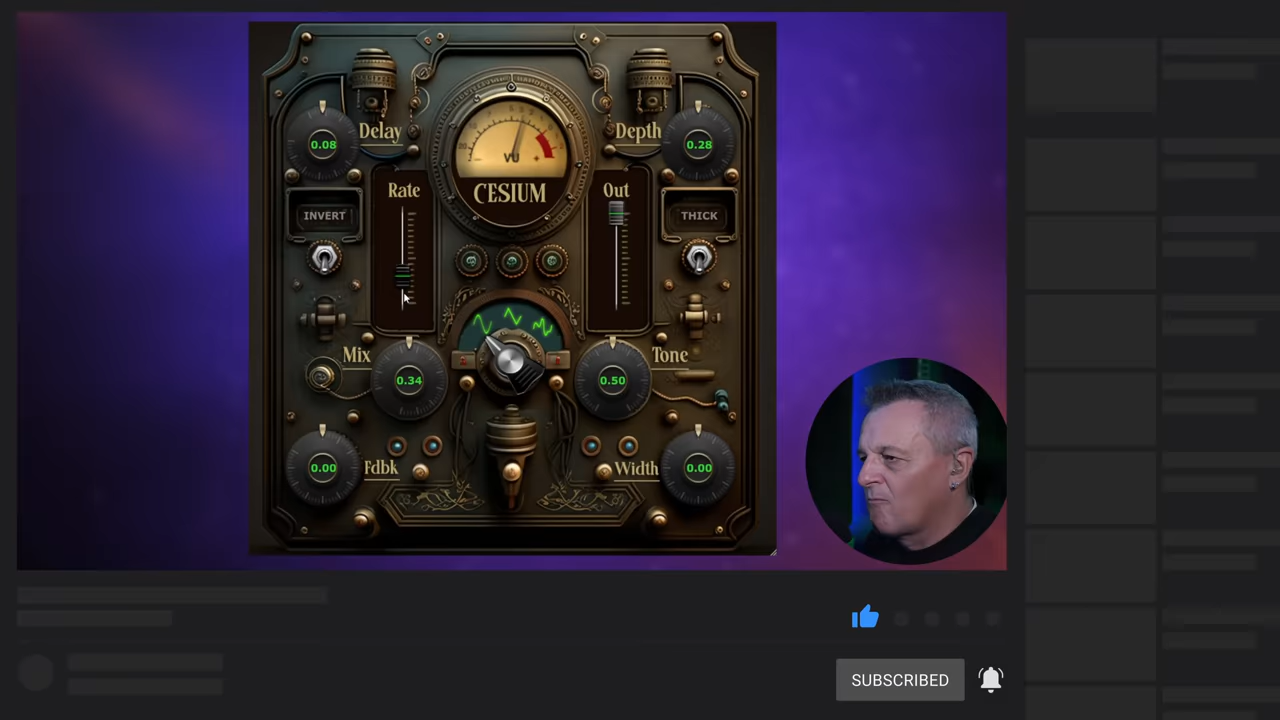 Delay
0.08
Depth
0.28
VU
CESIUM
Rate
Out
INVERT
THICK
Mix
0.34
Tone
0.50
0.00
Fdbk
Width
0.00
SUBSCRIBED